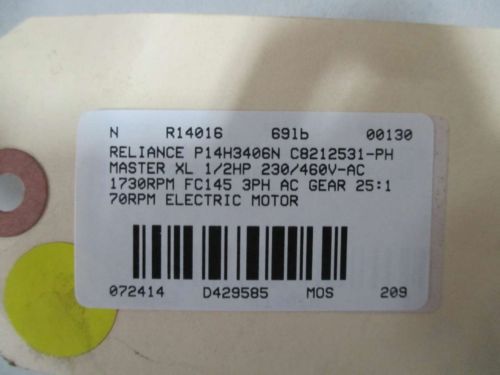 N R14016 691b 00130
RELIANCE P14H3406N C8212531-PH
MASTER XL 1/2HP 230/460V-AC
1730RPM FC145 3PH AC GEAR 25:1
70RPM ELECTRIC MOTOR
072414 D429585 MOS 209